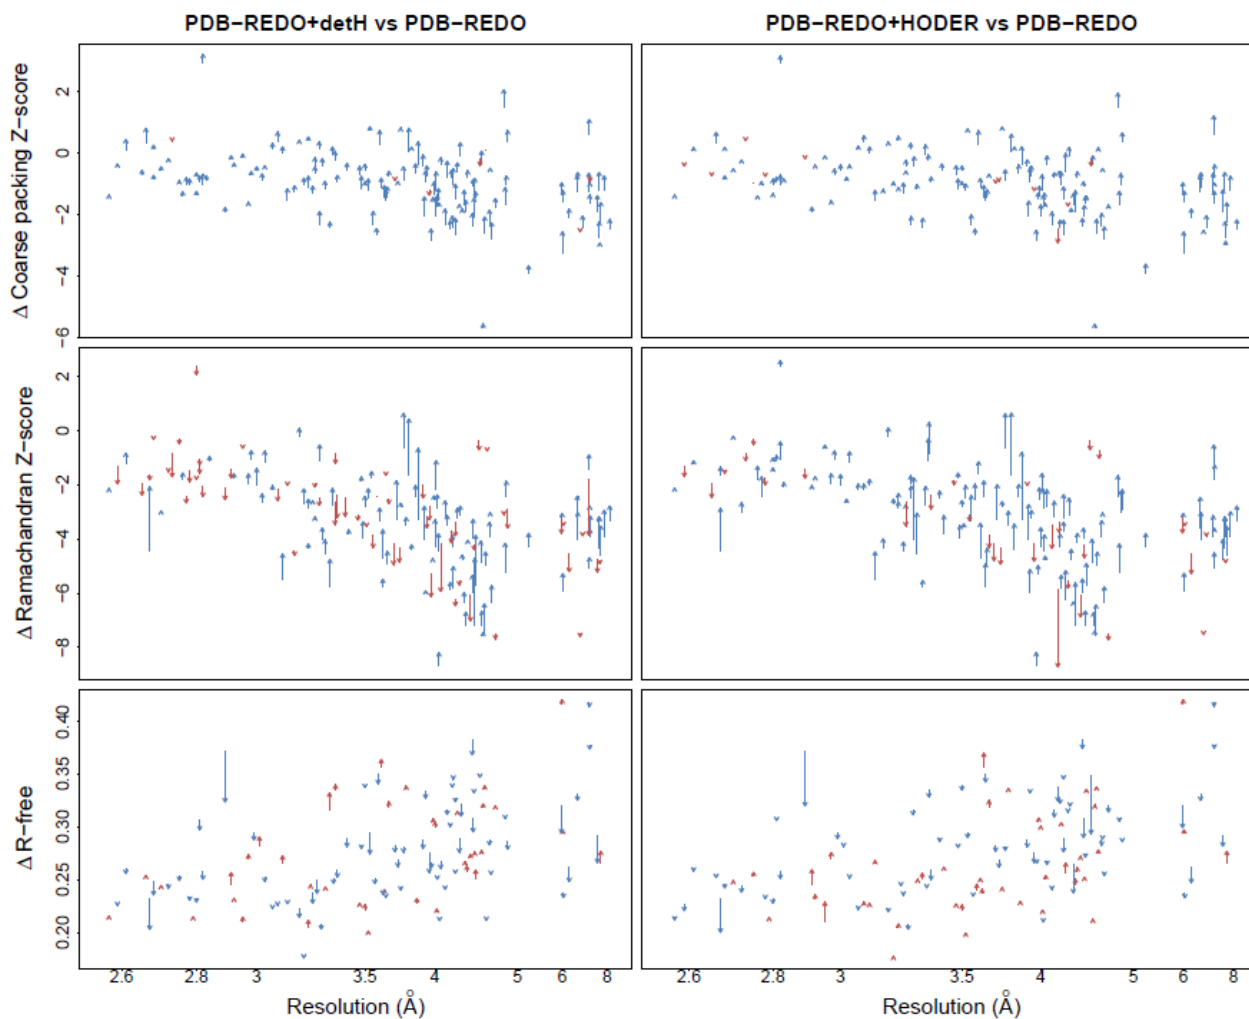 PDB−REDO+detH vs PDB−REDO
PDB−REDO+HODER vs PDB−REDO
Δ Coarse packing Z−score
2
0
−2
−4
−6
Δ Ramachandran Z−score
2
0
−2
−4
−6
−8
Δ R−free
0.40
0.35
0.30
0.25
0.20
2.6 2.8 3 3.5 4 5 6 8
2.6 2.8 3 3.5 4 5 6 8
Resolution (Å)
Resolution (Å)